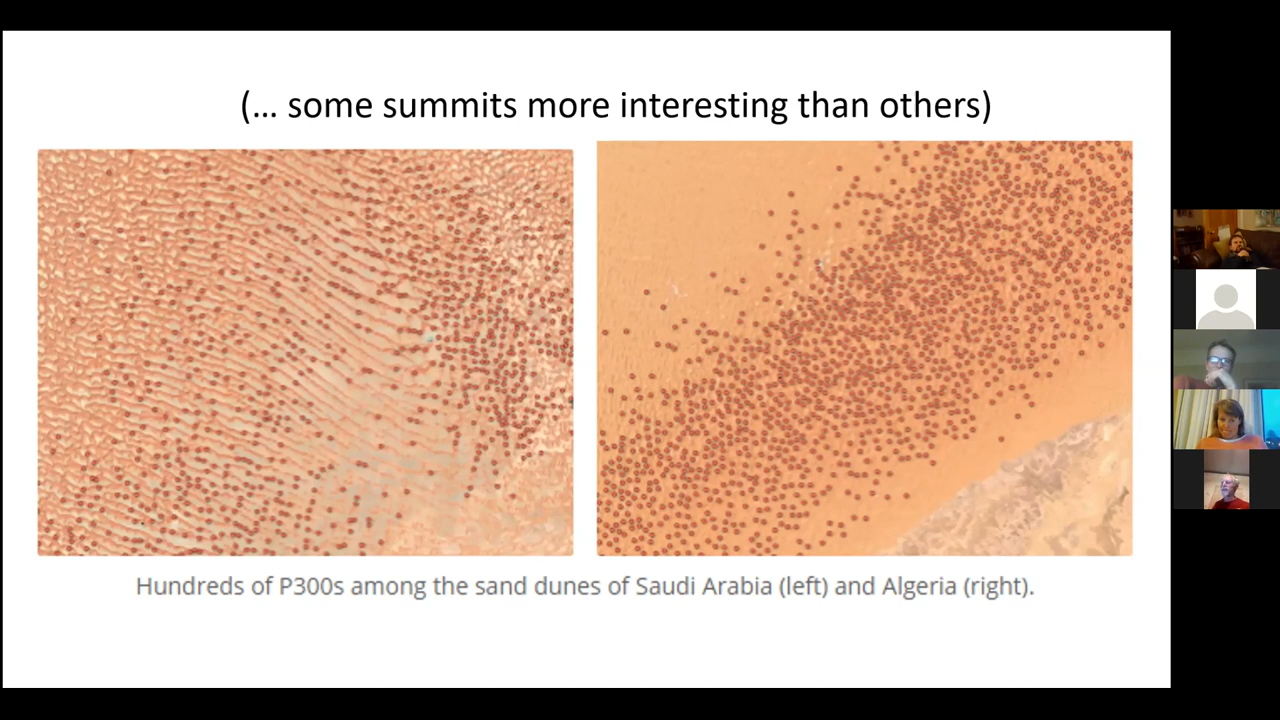 (... some summits more interesting than others)
Hundreds of P300s among the sand dunes of Saudi Arabia (left) and Algeria (right).